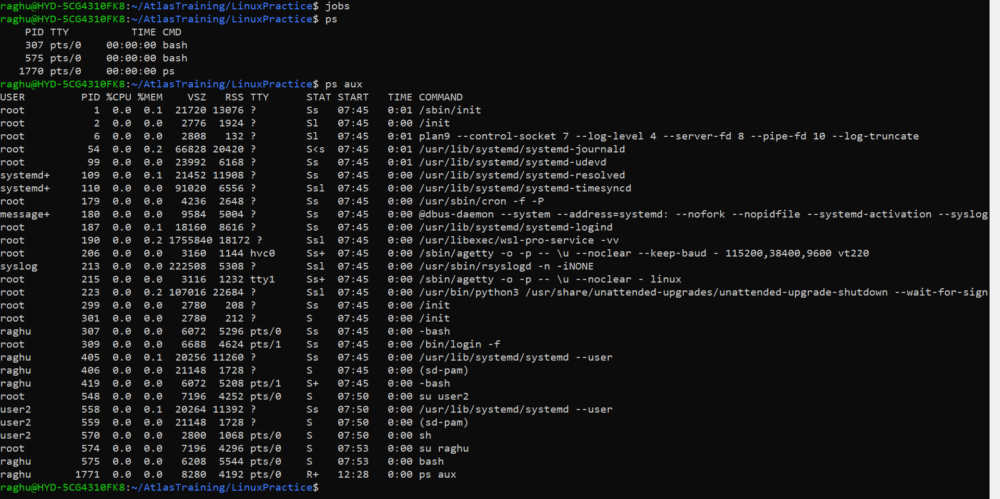 raghu@HYD-5CG4310FK8:~/AtlasTraining/LinuxPractice$ jobs
raghu@HYD-5CG4310FK8:~/AtlasTraining/LinuxPractice$ ps
    PID TTY          TIME CMD
    307 pts/0    00:00:00 bash
    575 pts/0    00:00:00 bash
   1770 pts/0    00:00:00 ps
raghu@HYD-5CG4310FK8:~/AtlasTraining/LinuxPractice$ ps aux
USER         PID %CPU %MEM    VSZ   RSS TTY      STAT START   TIME COMMAND
root           1  0.0  0.1  21720 13076 ?        Ss   07:45   0:01 /sbin/init
root           2  0.0  0.0   2776  1924 ?        Sl   07:45   0:00 /init
root           6  0.0  0.0   2808   132 ?        Sl   07:45   0:01 plan9 --control-socket 7 --log-level 4 --server-fd 8 --pipe-fd 10 --log-truncate
root          54  0.0  0.2  66828 20420 ?        S<s  07:45   0:01 /usr/lib/systemd/systemd-journald
root          99  0.0  0.0  23992  6168 ?        Ss   07:45   0:01 /usr/lib/systemd/systemd-udevd
systemd+     109  0.0  0.1  21452 11908 ?        Ss   07:45   0:00 /usr/lib/systemd/systemd-resolved
systemd+     110  0.0  0.0  91020  6556 ?        Ssl  07:45   0:00 /usr/lib/systemd/systemd-timesyncd
root         179  0.0  0.0   4236  2648 ?        Ss   07:45   0:00 /usr/sbin/cron -f -P
message+     180  0.0  0.0   9584  5004 ?        Ss   07:45   0:00 @dbus-daemon --system --address=systemd: --nofork --nopidfile --systemd-activation --syslog
root         187  0.0  0.1  18160  8616 ?        Ss   07:45   0:00 /usr/lib/systemd/systemd-logind
root         190  0.0  0.2 1755840 18172 ?       Ssl  07:45   0:00 /usr/libexec/wsl-pro-service -vv
root         206  0.0  0.0   3160  1144 hvc0     Ss+  07:45   0:00 /sbin/agetty -o -p -- \u --noclear --keep-baud - 115200,38400,9600 vt220
syslog       213  0.0  0.0 222508  5308 ?        Ssl  07:45   0:00 /usr/sbin/rsyslogd -n -iNONE
root         215  0.0  0.0   3116  1232 tty1     Ss+  07:45   0:00 /sbin/agetty -o -p -- \u --noclear - linux
root         223  0.0  0.2 107016 22684 ?        Ssl  07:45   0:00 /usr/bin/python3 /usr/share/unattended-upgrades/unattended-upgrade-shutdown --wait-for-sign
root         299  0.0  0.0   2780   208 ?        Ss   07:45   0:00 /init
root         301  0.0  0.0   2780   212 ?        S    07:45   0:00 /init
raghu        307  0.0  0.0   6072  5296 pts/0    Ss   07:45   0:00 -bash
root         309  0.0  0.0   6688  4624 pts/1    Ss   07:45   0:00 /bin/login -f
raghu        405  0.0  0.1  20256 11260 ?        Ss   07:45   0:00 /usr/lib/systemd/systemd --user
raghu        406  0.0  0.0  21148  1728 ?        S    07:45   0:00 (sd-pam)
raghu        419  0.0  0.0   6072  5208 pts/1    S+   07:45   0:00 -bash
root         548  0.0  0.0   7196  4252 pts/0    S    07:50   0:00 su user2
user2        558  0.0  0.1  20264 11392 ?        Ss   07:50   0:00 /usr/lib/systemd/systemd --user
user2        559  0.0  0.0  21148  1728 ?        S    07:50   0:00 (sd-pam)
user2        570  0.0  0.0   2800  1068 pts/0    S    07:50   0:00 sh
root         574  0.0  0.0   7196  4296 pts/0    S    07:53   0:00 su raghu
raghu        575  0.0  0.0   6208  5544 pts/0    S    07:53   0:00 bash
raghu       1771  0.0  0.0   8280  4192 pts/0    R+   12:28   0:00 ps aux
raghu@HYD-5CG4310FK8:~/AtlasTraining/LinuxPractice$